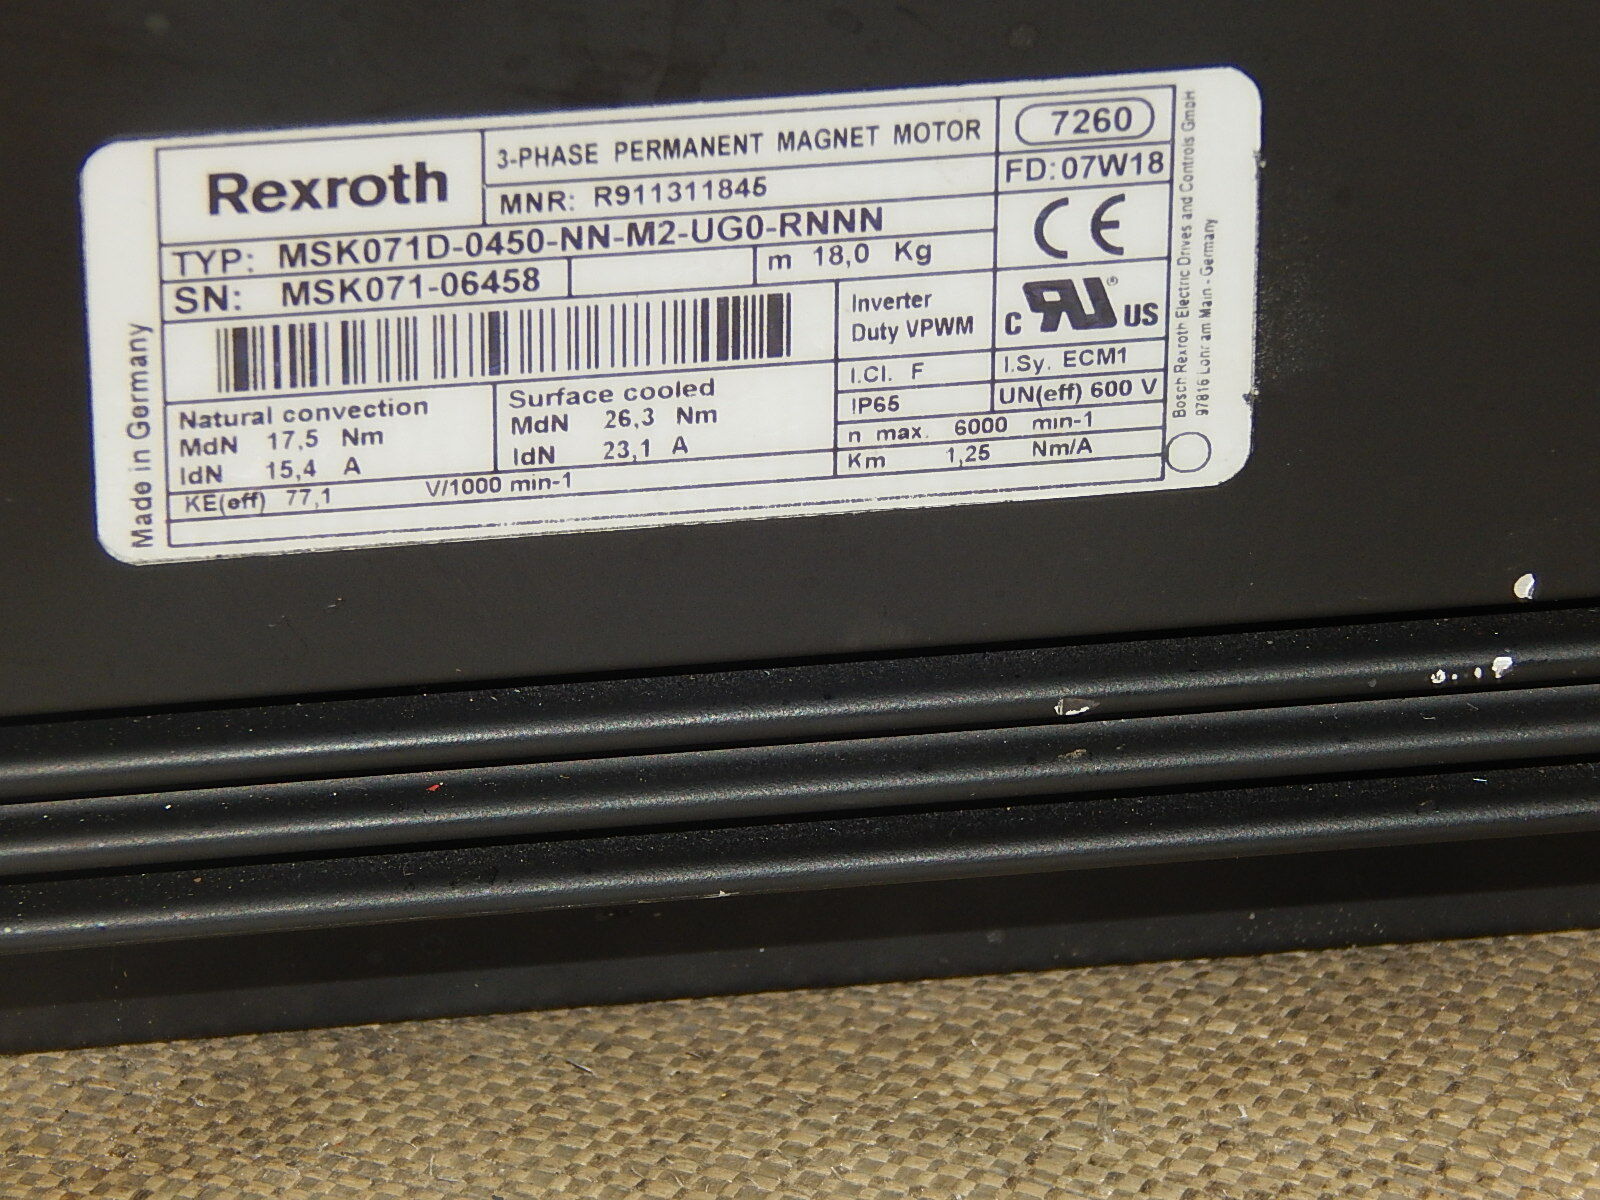 Rexroth
3-PHASE PERMANENT MAGNET MOTOR
7260
MNR: R911311845
FD: 07W18
TYP: MSK071D-0450-NN-M2-UG0-RNNN
CE
SN: MSK071-06458
m 18,0 Kg
Inverter
Duty VPWM
C RU ® US
I.Cl. F
I.Sy. ECM1
IP65
UN(eff) 600 V
n max. 6000 min-1
Km 1,25 Nm/A
Natural convection
MdN 17,5 Nm
IdN 15,4 A
Surface cooled
MdN 26,3 Nm
IdN 23,1 A
KE(eff) 77,1 V/1000 min-1
Made in Germany
Bosch Rexroth Electric Drives and Controls GmbH
97816 Lohr am Main - Germany